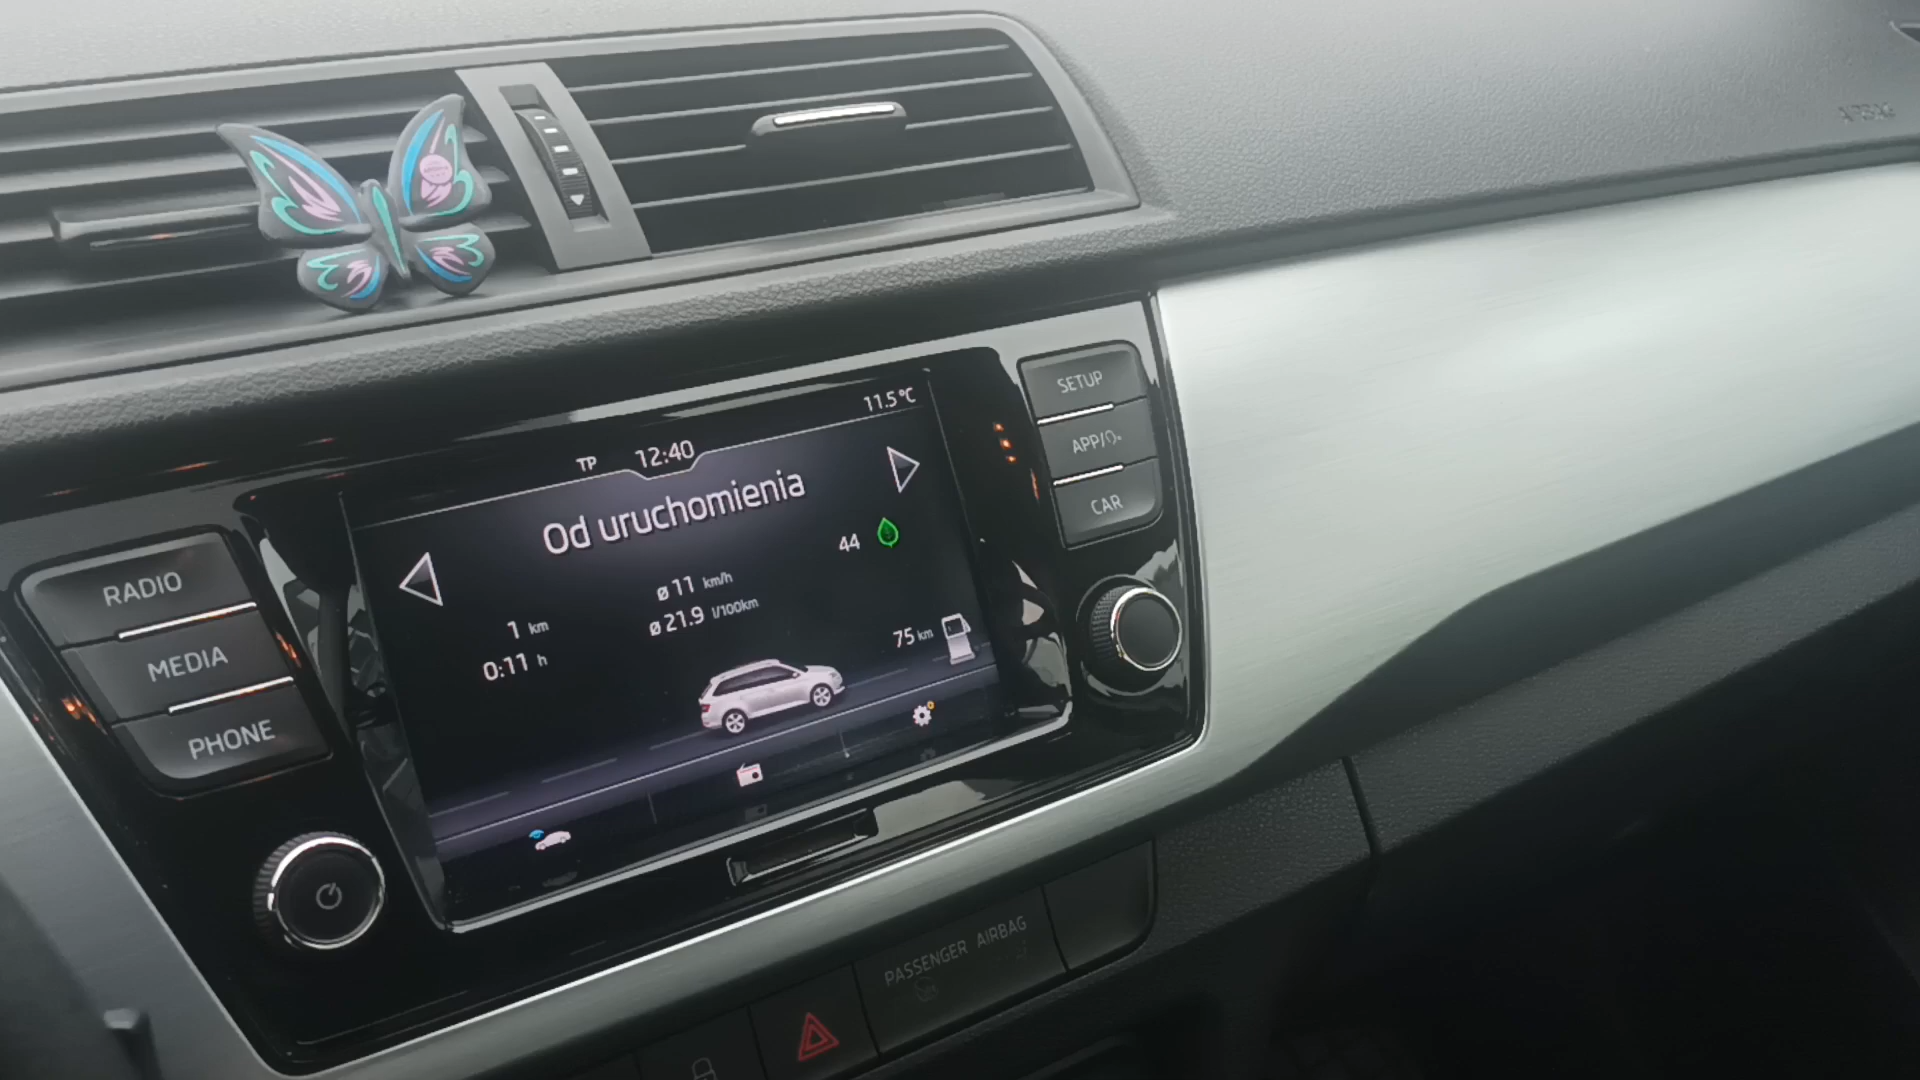 11.5°C
TP 12:40
Od uruchomienia
44
ø 11 km/h
ø 21.9 l/100km
1 km
0:11 h
75 km
SETUP
APP/
CAR
RADIO
MEDIA
PHONE
PASSENGER AIRBAG
AIRBAG